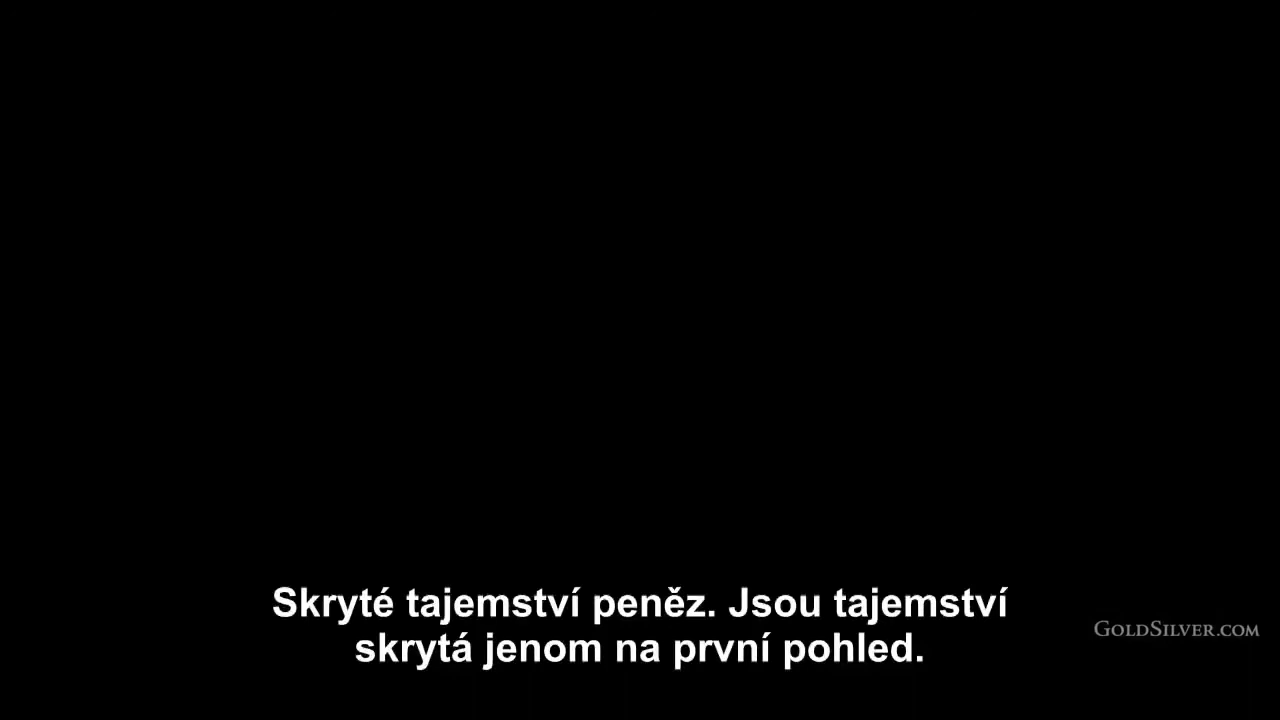 Skryté tajemství peněz. Jsou tajemství
skrytá jenom na první pohled.
GoldSilver.com